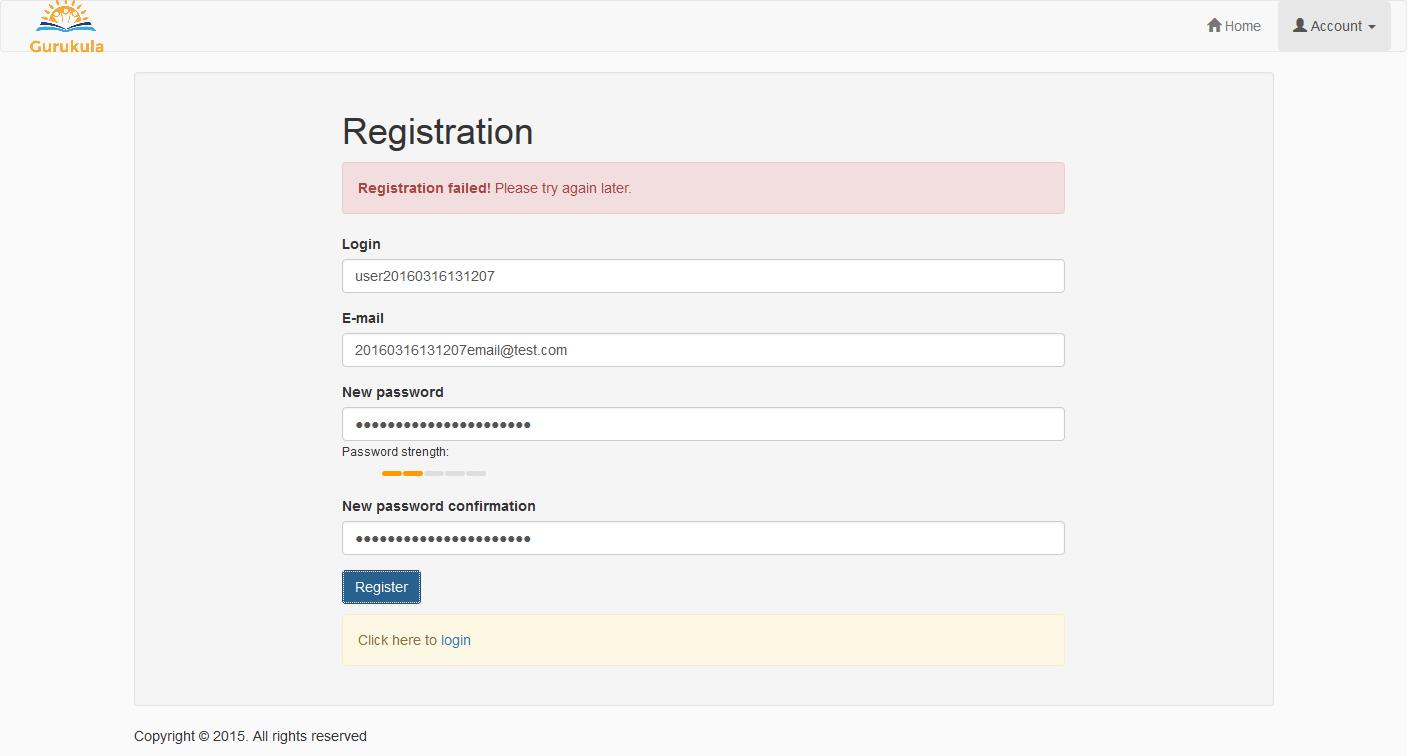 Gurukula
Home
Account
Registration
Registration failed! Please try again later.
Login
user20160316131207
E-mail
20160316131207email@test.com
New password
••••••••••••••••••••••
Password strength:
New password confirmation
••••••••••••••••••••••
Register
Click here to login
Copyright © 2015. All rights reserved